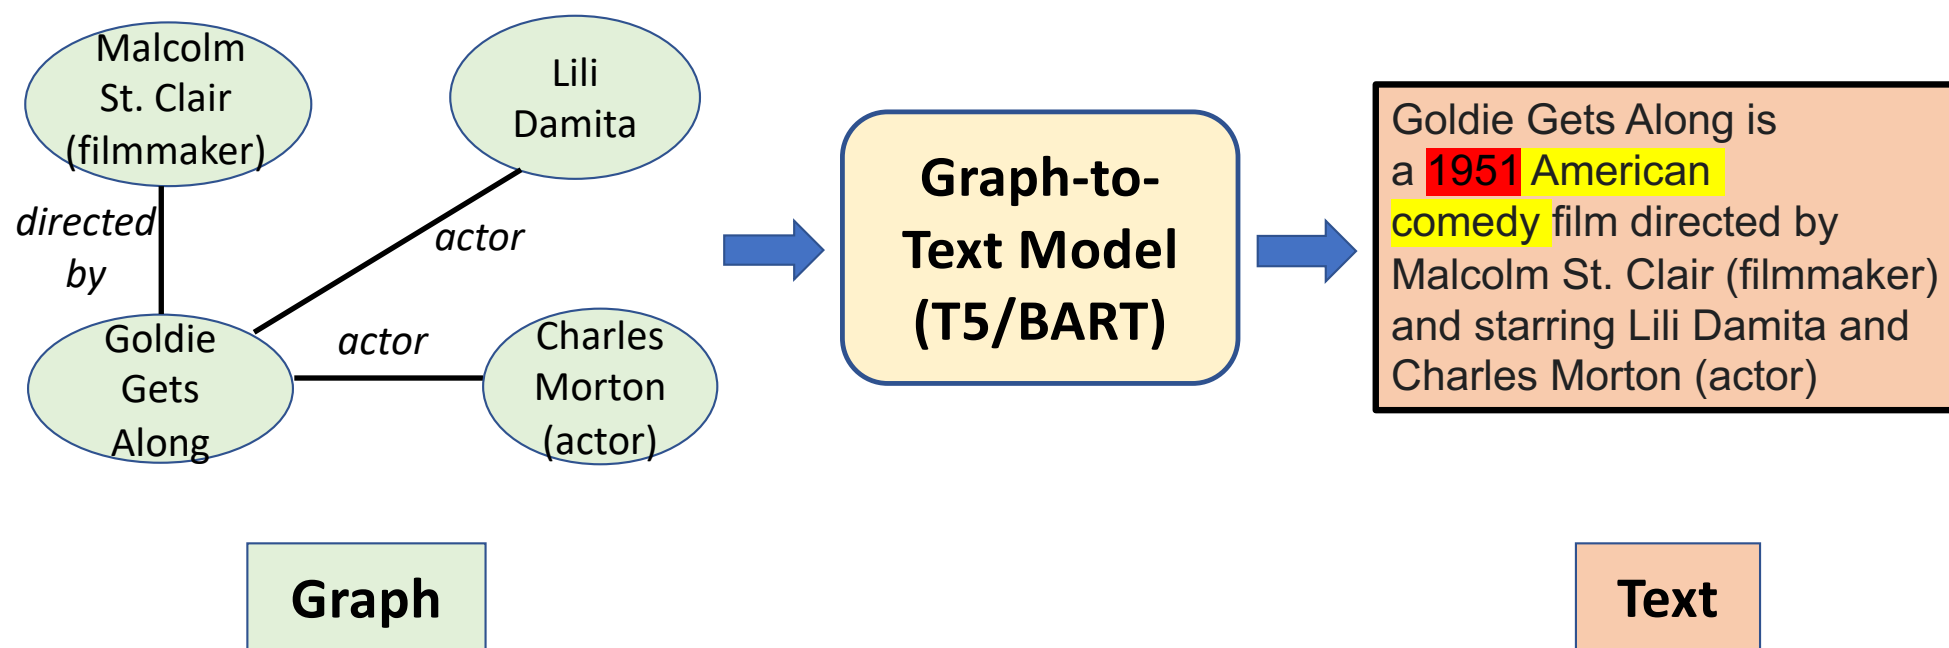 Malcolm
St. Clair
(filmmaker)
Lili
Damita
directed
by
actor
Goldie
Gets
Along
actor
Charles
Morton
(actor)
Graph-to-
Text Model
(T5/BART)
Goldie Gets Along is
a 1951 American
comedy film directed by
Malcolm St. Clair (filmmaker)
and starring Lili Damita and
Charles Morton (actor)
Graph
Text